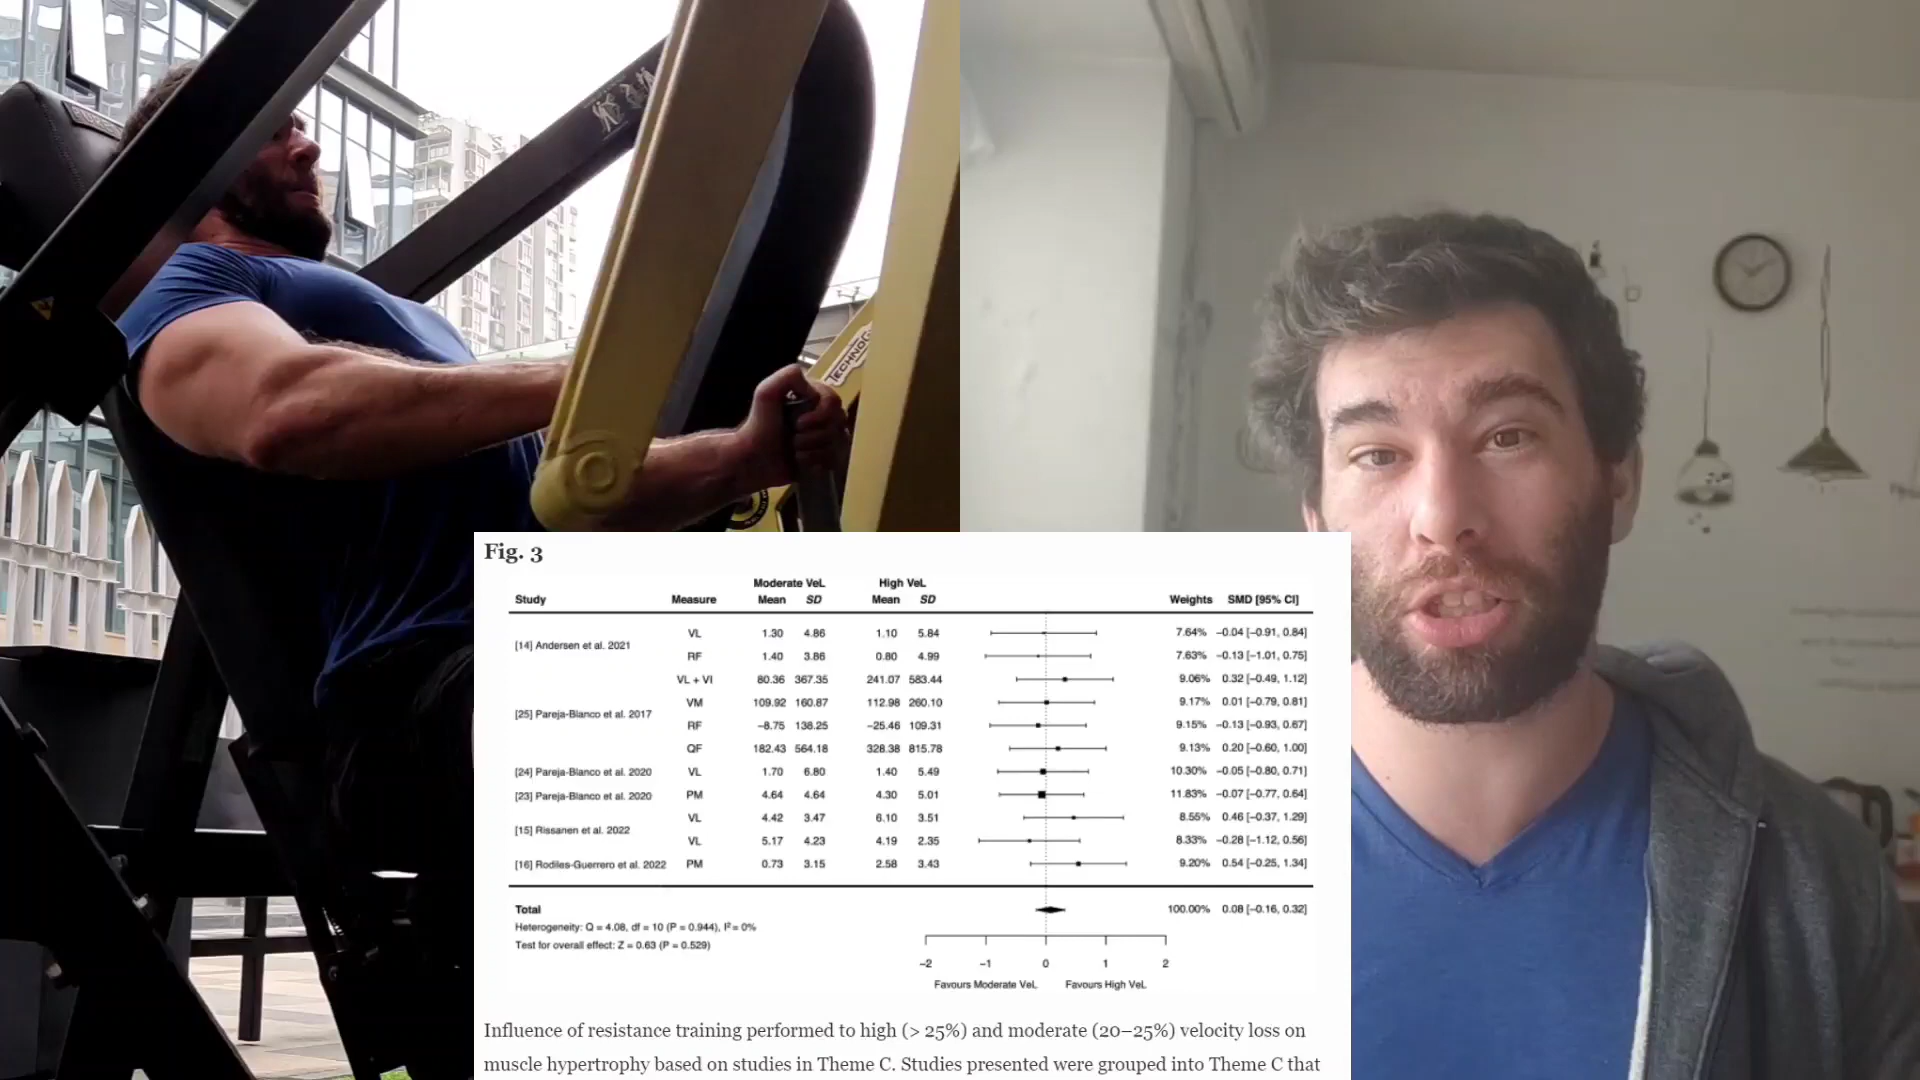 TECHNOG
Fig. 3
Moderate VeL High VeL
Study Measure Mean SD Mean SD Weights SMD [95% CI]
[14] Andersen et al. 2021
VL 1.30 4.86 1.10 5.84 7.64% −0.04 [−0.91, 0.84]
RF 1.40 3.86 0.80 4.99 7.63% −0.13 [−1.01, 0.75]
[25] Pareja-Blanco et al. 2017
VL + VI 80.36 367.35 241.07 583.44 9.06% 0.32 [−0.49, 1.12]
VM 109.92 160.87 112.98 260.10 9.17% 0.01 [−0.79, 0.81]
RF −8.75 138.25 −25.46 109.31 9.15% −0.13 [−0.93, 0.67]
QF 182.43 564.18 328.38 815.78 9.13% 0.20 [−0.60, 1.00]
[24] Pareja-Blanco et al. 2020 VL 1.70 6.80 1.40 5.49 10.30% −0.05 [−0.80, 0.71]
[23] Pareja-Blanco et al. 2020 PM 4.64 4.64 4.30 5.01 11.83% −0.07 [−0.77, 0.64]
[15] Rissanen et al. 2022
VL 4.42 3.47 6.10 3.51 8.55% 0.46 [−0.37, 1.29]
VL 5.17 4.23 4.19 2.35 8.33% −0.28 [−1.12, 0.56]
[16] Rodiles-Guerrero et al. 2022 PM 0.73 3.15 2.58 3.43 9.20% 0.54 [−0.25, 1.34]
Total 100.00% 0.08 [−0.16, 0.32]
Heterogeneity: Q = 4.08, df = 10 (P = 0.944), I² = 0%
Test for overall effect: Z = 0.63 (P = 0.529)
−2 −1 0 1 2
Favours Moderate VeL Favours High VeL
Influence of resistance training performed to high (> 25%) and moderate (20–25%) velocity loss on
muscle hypertrophy based on studies in Theme C. Studies presented were grouped into Theme C that